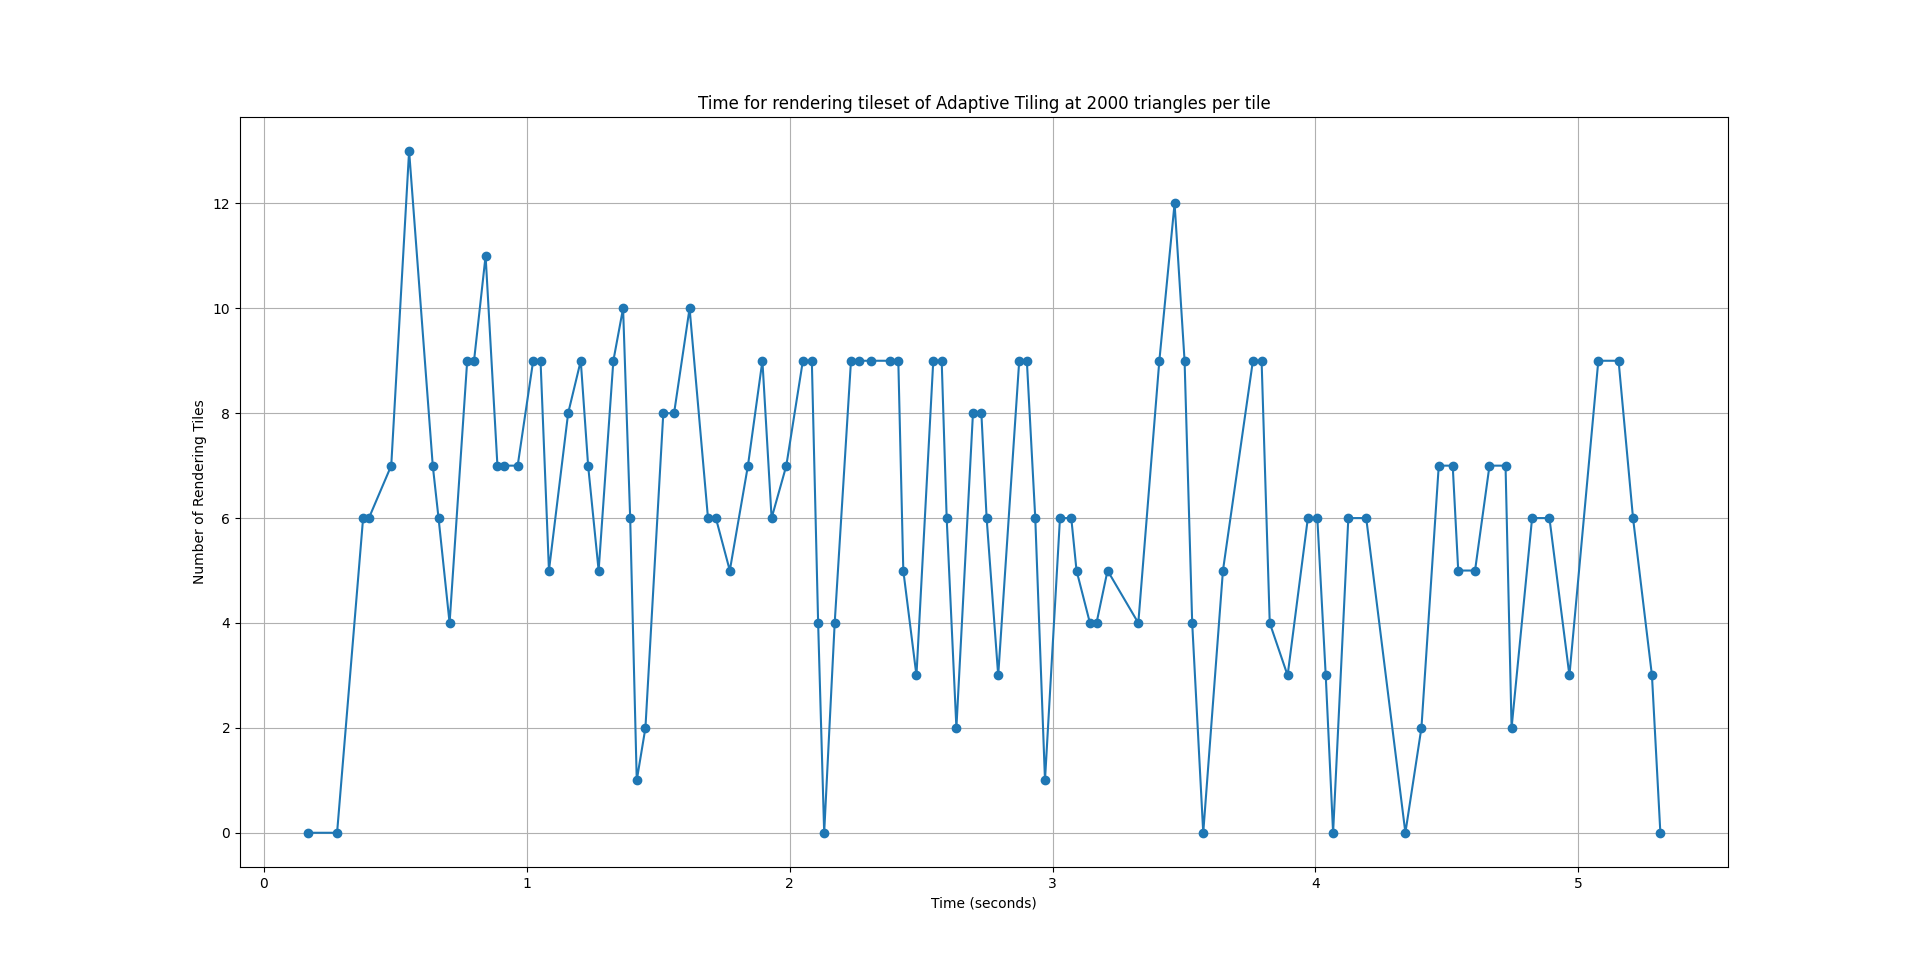 Time for rendering tileset of Adaptive Tiling at 2000 triangles per tile
Number of Rendering Tiles
12
10
8
6
4
2
0
0 1 2 3 4 5
Time (seconds)